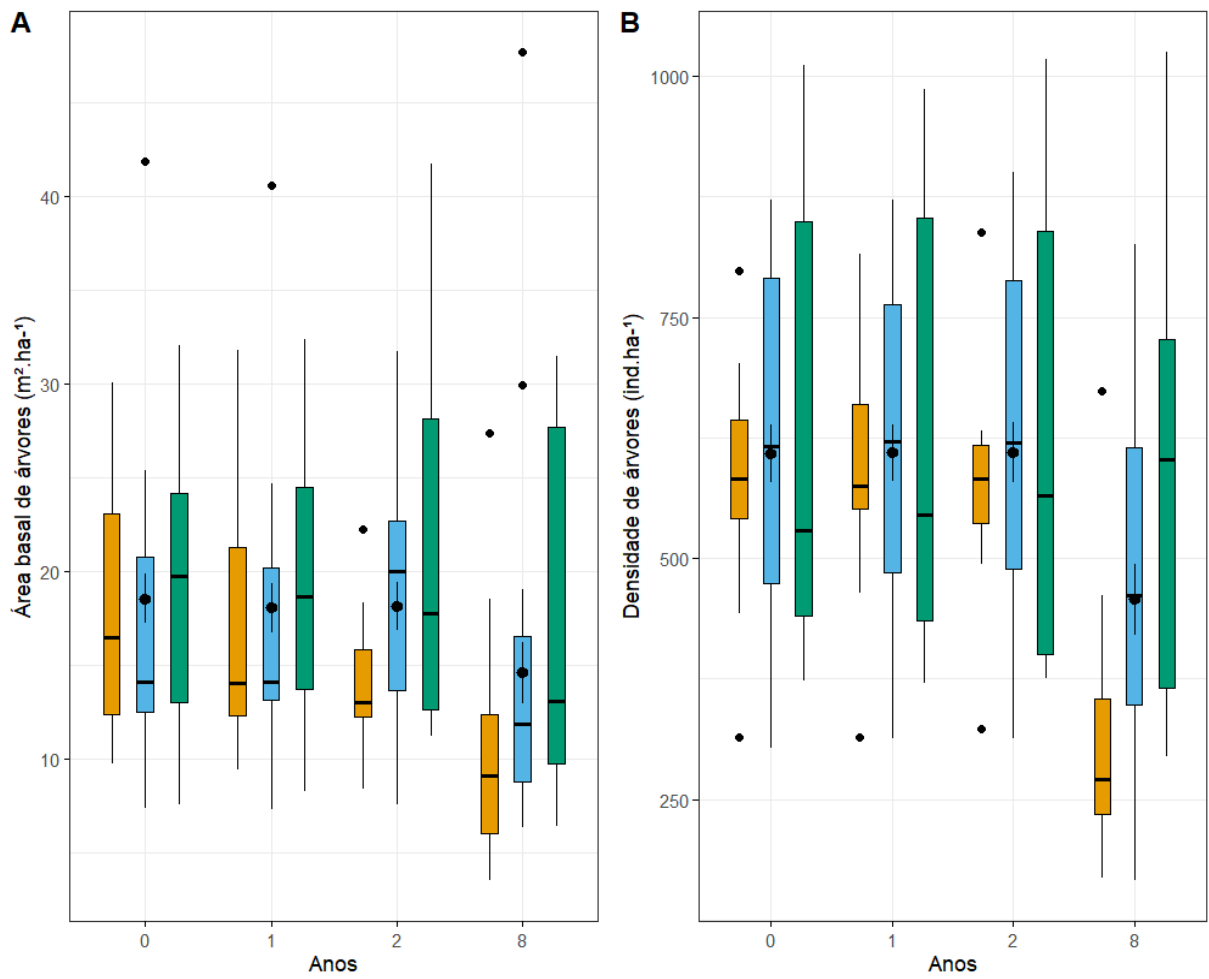 A
Área basal de árvores (m².ha-¹)
40
30
20
10
0
1
2
8
Anos
B
Densidade de árvores (ind.ha-¹)
1000
750
500
250
0
1
2
8
Anos